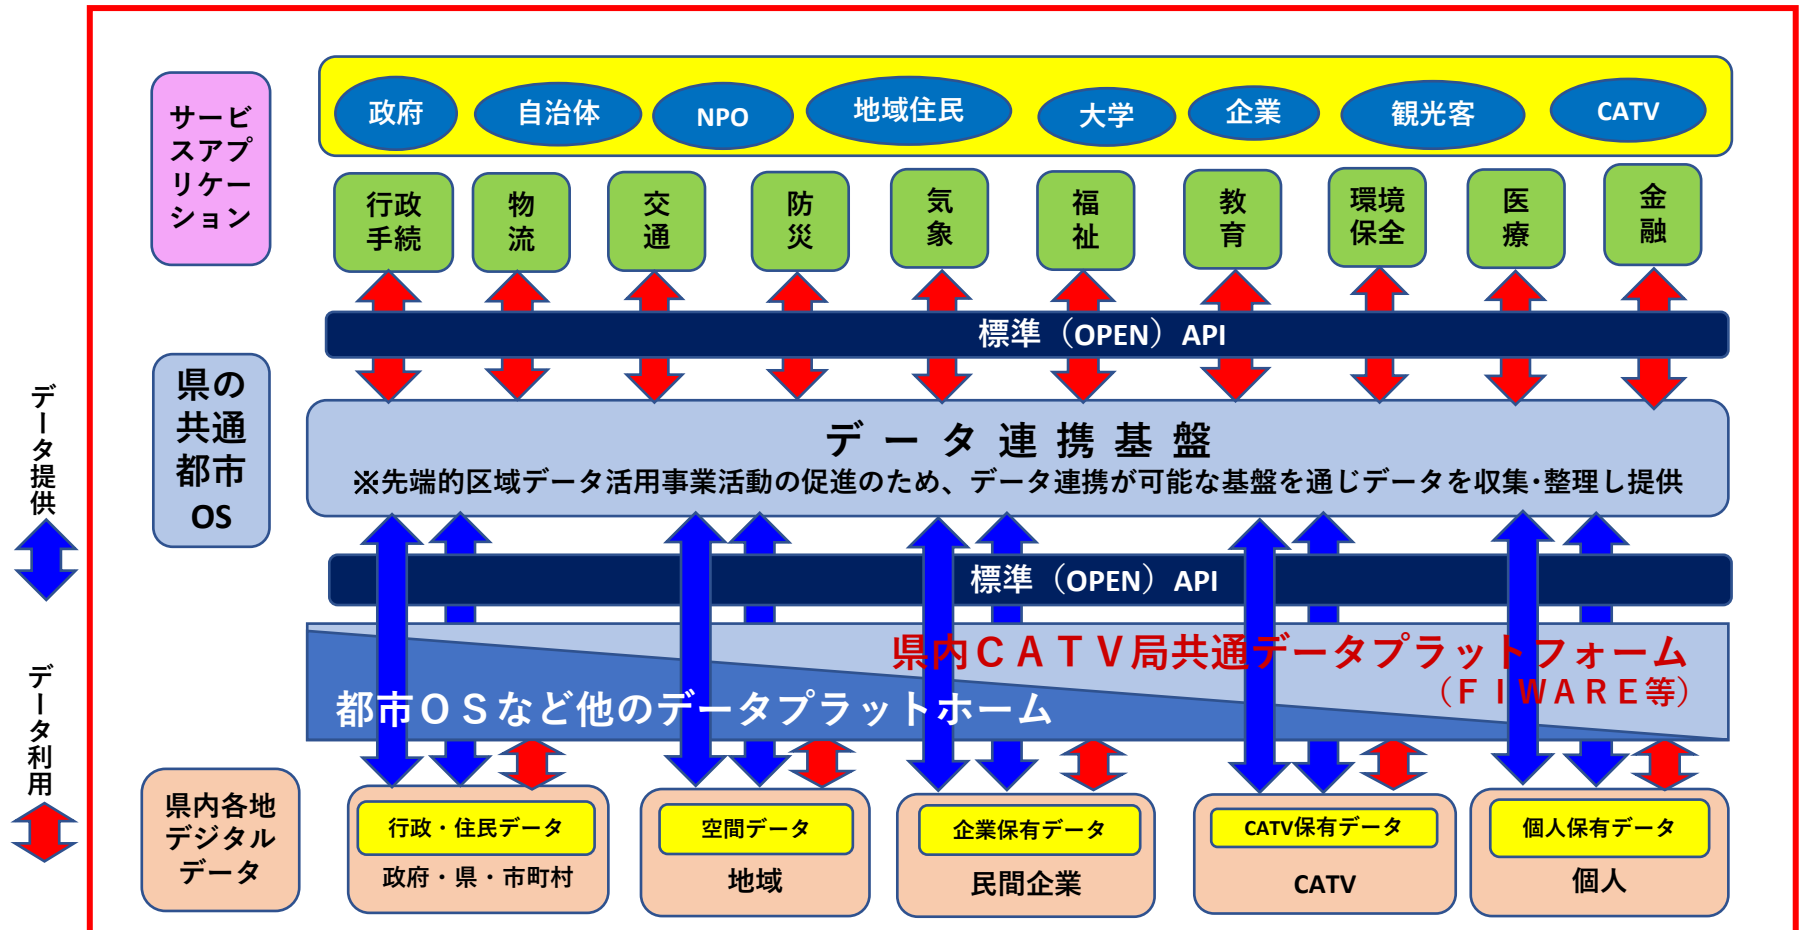 サービ
スアプ
リケー
ション
政府
自治体
NPO
地域住民
大学
企業
観光客
CATV
行政
手続
物
流
交
通
防
災
気
象
福
祉
教
育
環境
保全
医
療
金
融
標準（OPEN）API
県の
共通
都市
OS
データ連携基盤
※先端的区域データ活用事業活動の促進のため、データ連携が可能な基盤を通じデータを収集･整理し提供
データ提供
標準（OPEN）API
県内ＣＡＴＶ局共通データプラットフォーム
（ＦＩＷＡＲＥ等）
都市ＯＳなど他のデータプラットホーム
データ利用
県内各地
デジタル
データ
行政・住民データ
政府・県・市町村
空間データ
地域
企業保有データ
民間企業
CATV保有データ
CATV
個人保有データ
個人